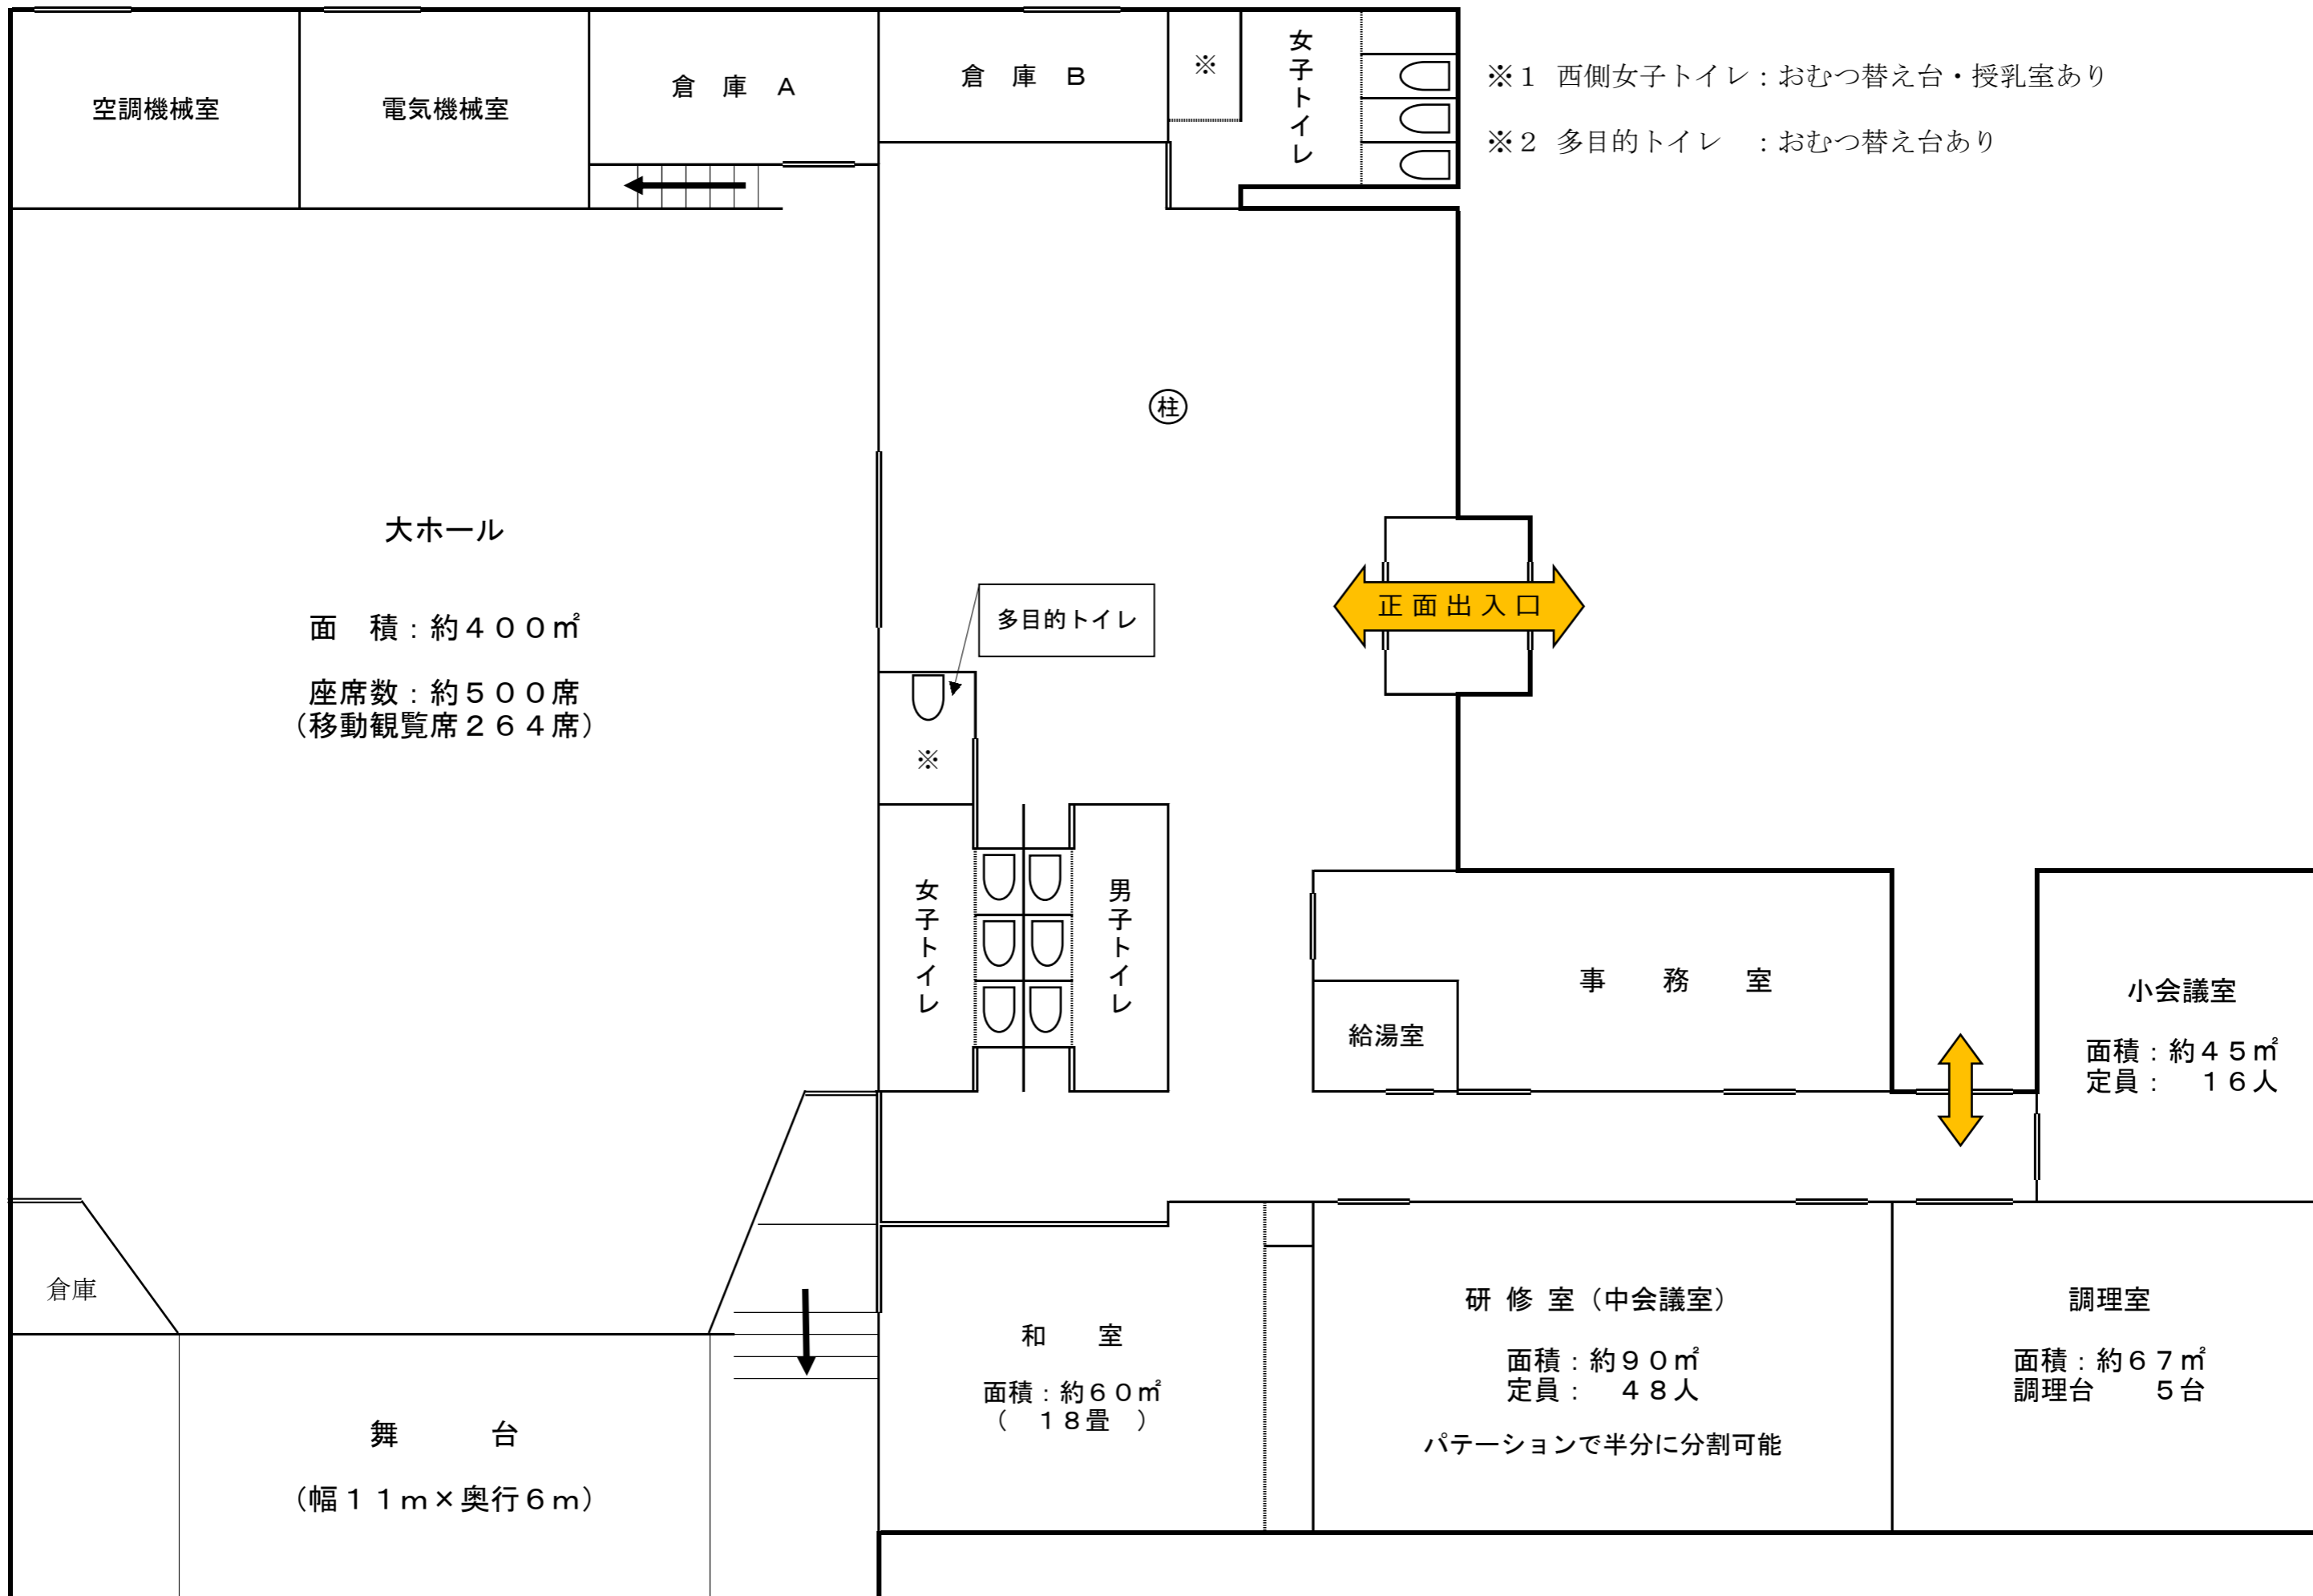 空調機械室
電気機械室
倉 庫 A
倉 庫 B
※
女子トイレ
※1 西側女子トイレ:おむつ替え台・授乳室あり
※2 多目的トイレ :おむつ替え台あり
柱
大ホール
面 積:約400㎡
座席数:約500席
(移動観覧席264席)
正面出入口
多目的トイレ
※
女子トイレ
男子トイレ
事 務 室
給湯室
小会議室
面積:約45㎡
定員: 16人
倉庫
舞 台
(幅11m×奥行6m)
和 室
面積:約60㎡
( 18畳 )
研 修 室(中会議室)
面積:約90㎡
定員: 48人
パテーションで半分に分割可能
調理室
面積:約67㎡
調理台 5台